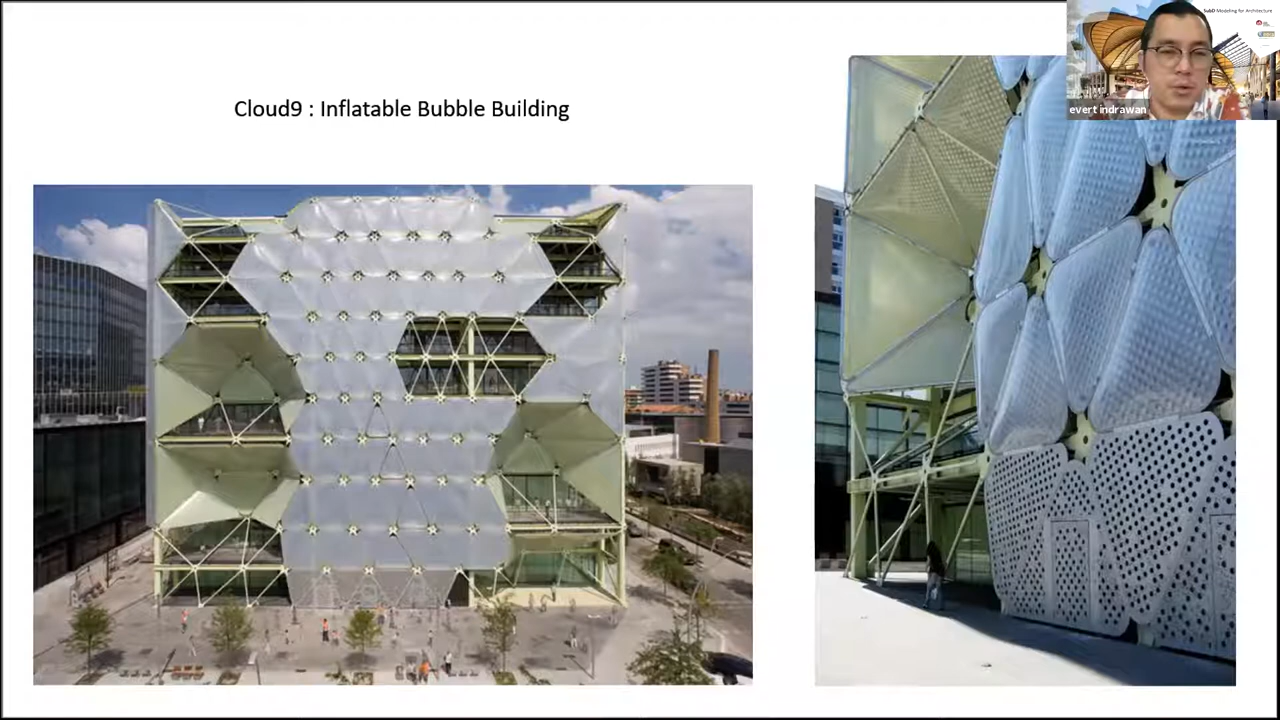 SubD Modeling for Architecture
Cloud9 : Inflatable Bubble Building
evert indrawan